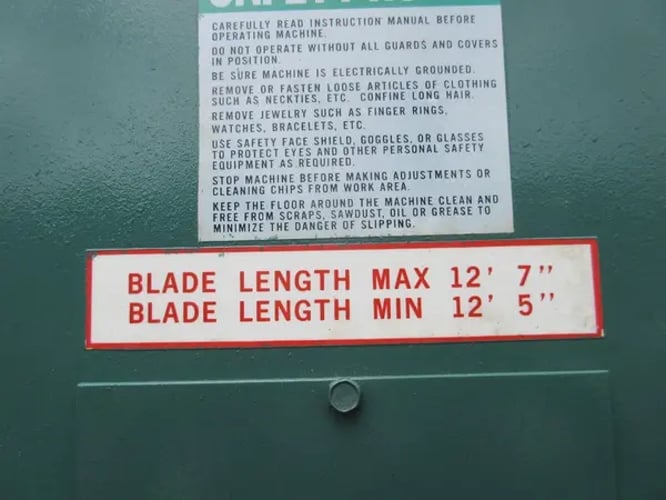 CAREFULLY READ INSTRUCTION MANUAL BEFORE
OPERATING MACHINE.
DO NOT OPERATE WITHOUT ALL GUARDS AND COVERS
IN POSITION.
BE SURE MACHINE IS ELECTRICALLY GROUNDED.
REMOVE OR FASTEN LOOSE ARTICLES OF CLOTHING
SUCH AS NECKTIES, ETC. CONFINE LONG HAIR.
REMOVE JEWELRY SUCH AS FINGER RINGS,
WATCHES, BRACELETS, ETC.
USE SAFETY FACE SHIELD, GOGGLES, OR GLASSES
TO PROTECT EYES AND OTHER PERSONAL SAFETY
EQUIPMENT AS REQUIRED.
STOP MACHINE BEFORE MAKING ADJUSTMENTS OR
CLEANING CHIPS FROM WORK AREA.
KEEP THE FLOOR AROUND THE MACHINE CLEAN AND
FREE FROM SCRAPS, SAWDUST, OIL OR GREASE TO
MINIMIZE THE DANGER OF SLIPPING.
BLADE LENGTH MAX 12' 7"
BLADE LENGTH MIN 12' 5"